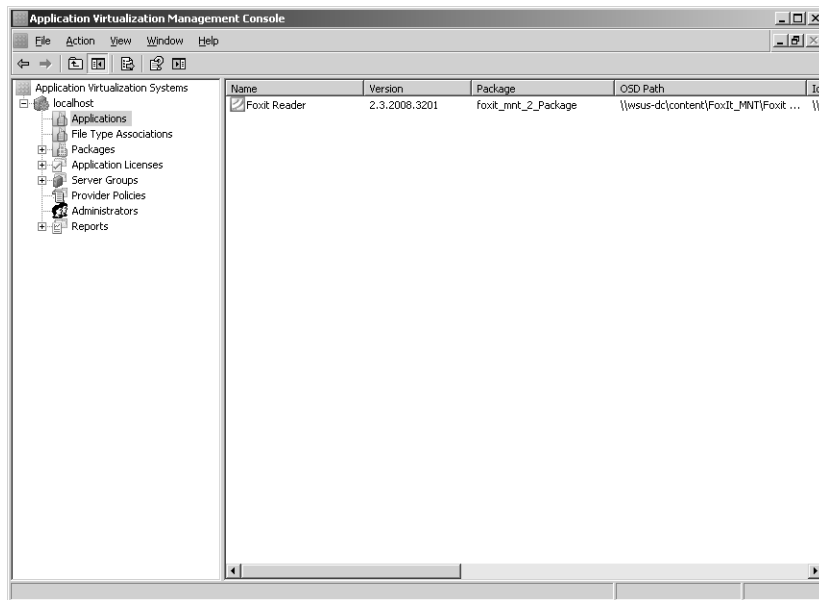 Application Virtualization Management Console
File Action View Window Help
Application Virtualization Systems
localhost
Applications
File Type Associations
Packages
Application Licenses
Server Groups
Provider Policies
Administrators
Reports
Name Version Package OSD Path
Foxit Reader 2.3.2008.3201 foxit_mnt_2_Package \\wsus-dc\content\FoxIt_MNT\Foxit ...